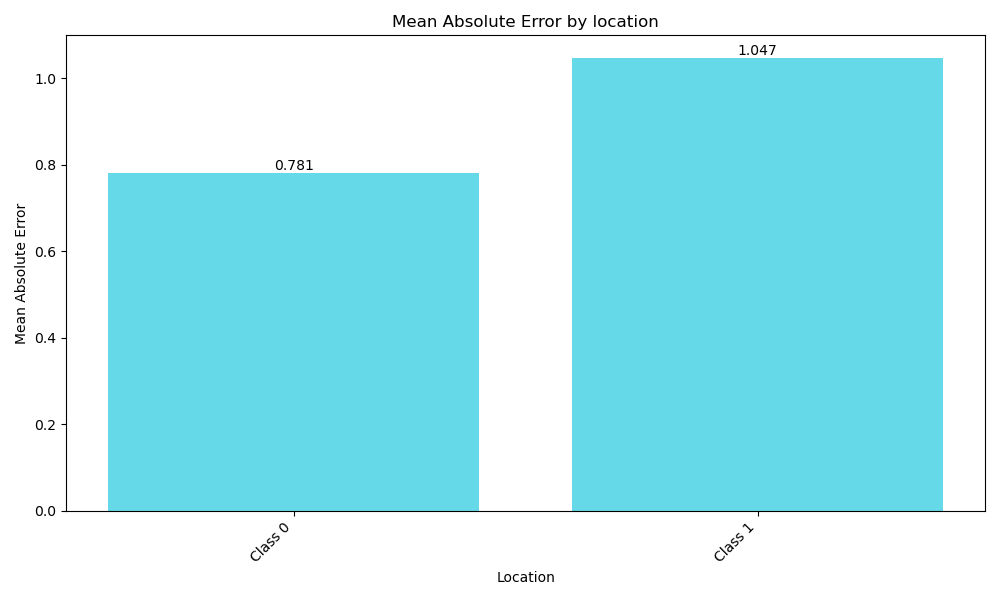 Mean Absolute Error by location
1.047
0.781
1.0
0.8
0.6
0.4
0.2
0.0
Mean Absolute Error
Class 0
Class 1
Location